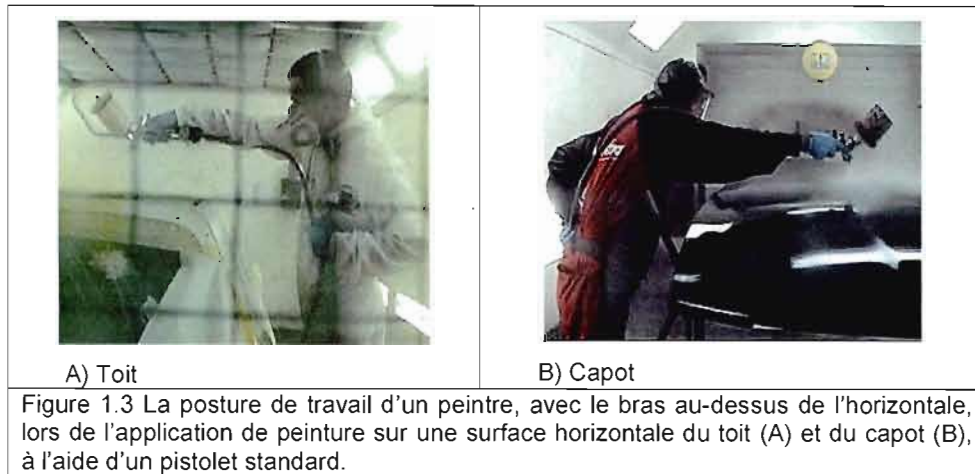 A) Toit
B) Capot
Figure 1.3 La posture de travail d'un peintre, avec le bras au-dessus de l'horizontale,
lors de l'application de peinture sur une surface horizontale du toit (A) et du capot (B),
à l'aide d'un pistolet standard.